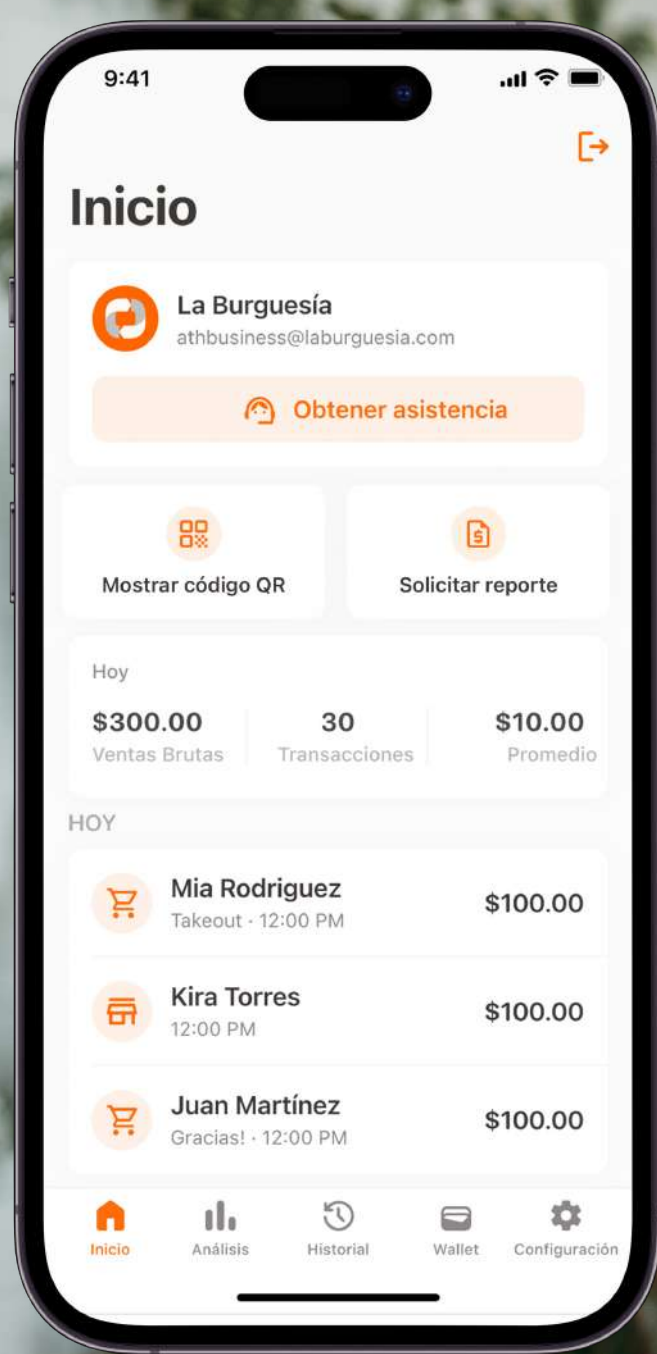 9:41
Inicio
La Burguesía
athbusiness@laburguesia.com
Obtener asistencia
Mostrar código QR
Solicitar reporte
Hoy
$300.00 30 $10.00
Ventas Brutas Transacciones Promedio
HOY
Mia Rodriguez
Takeout · 12:00 PM
$100.00
Kira Torres
12:00 PM
$100.00
Juan Martínez
Gracias! · 12:00 PM
$100.00
Inicio Análisis Historial Wallet Configuración